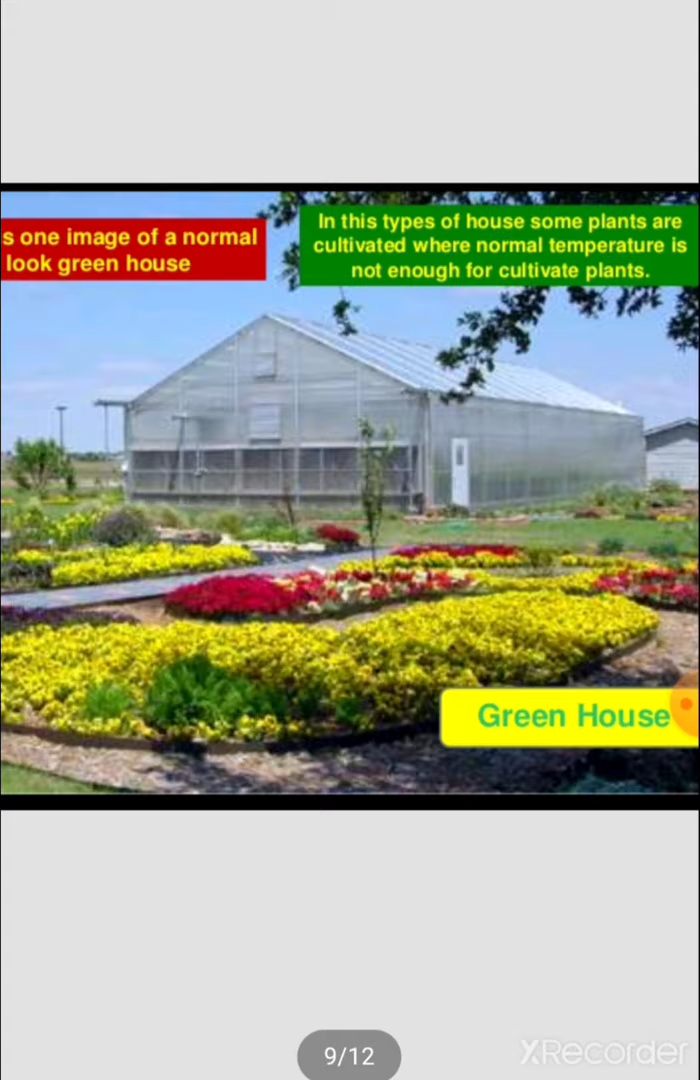 s one image of a normal
look green house
In this types of house some plants are
cultivated where normal temperature is
not enough for cultivate plants.
Green House
9/12
XRecorder